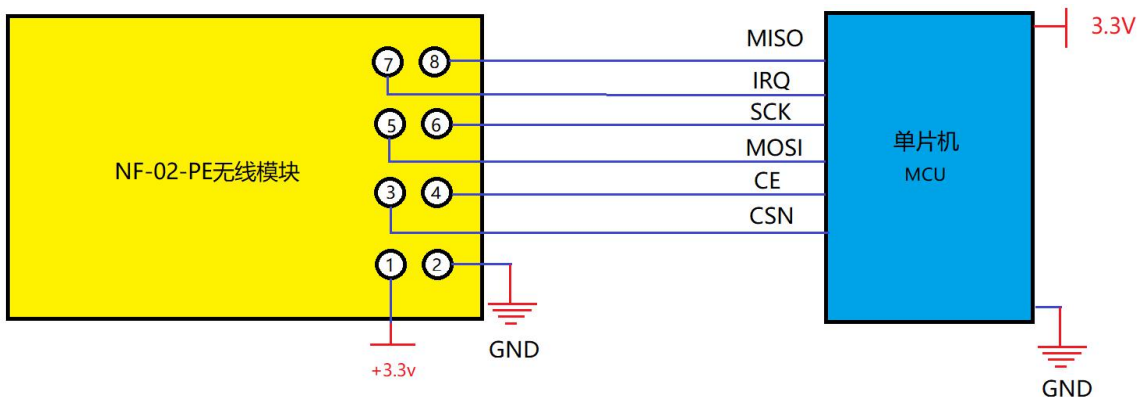 MISO
3.3V
7
8
IRQ
SCK
5
6
单片机
MOSI
NF-02-PE无线模块
MCU
CE
3
4
CSN
1
2
GND
+3.3v
GND